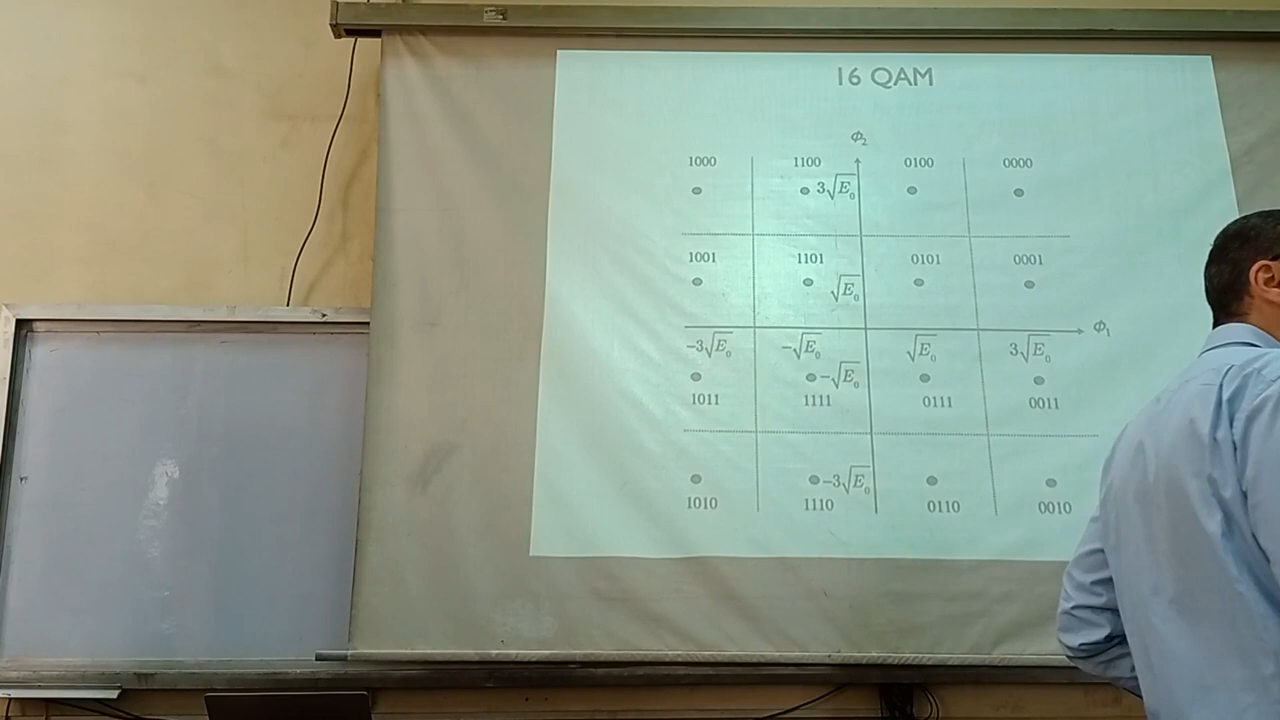 16 QAM
Φ₂
1000 1100 0100 0000
3√E₀
1001 1101 0101 0001
√E₀
Φ₁
−3√E₀ −√E₀ √E₀ 3√E₀
−√E₀
1011 1111 0111 0011
−3√E₀
1010 1110 0110 0010